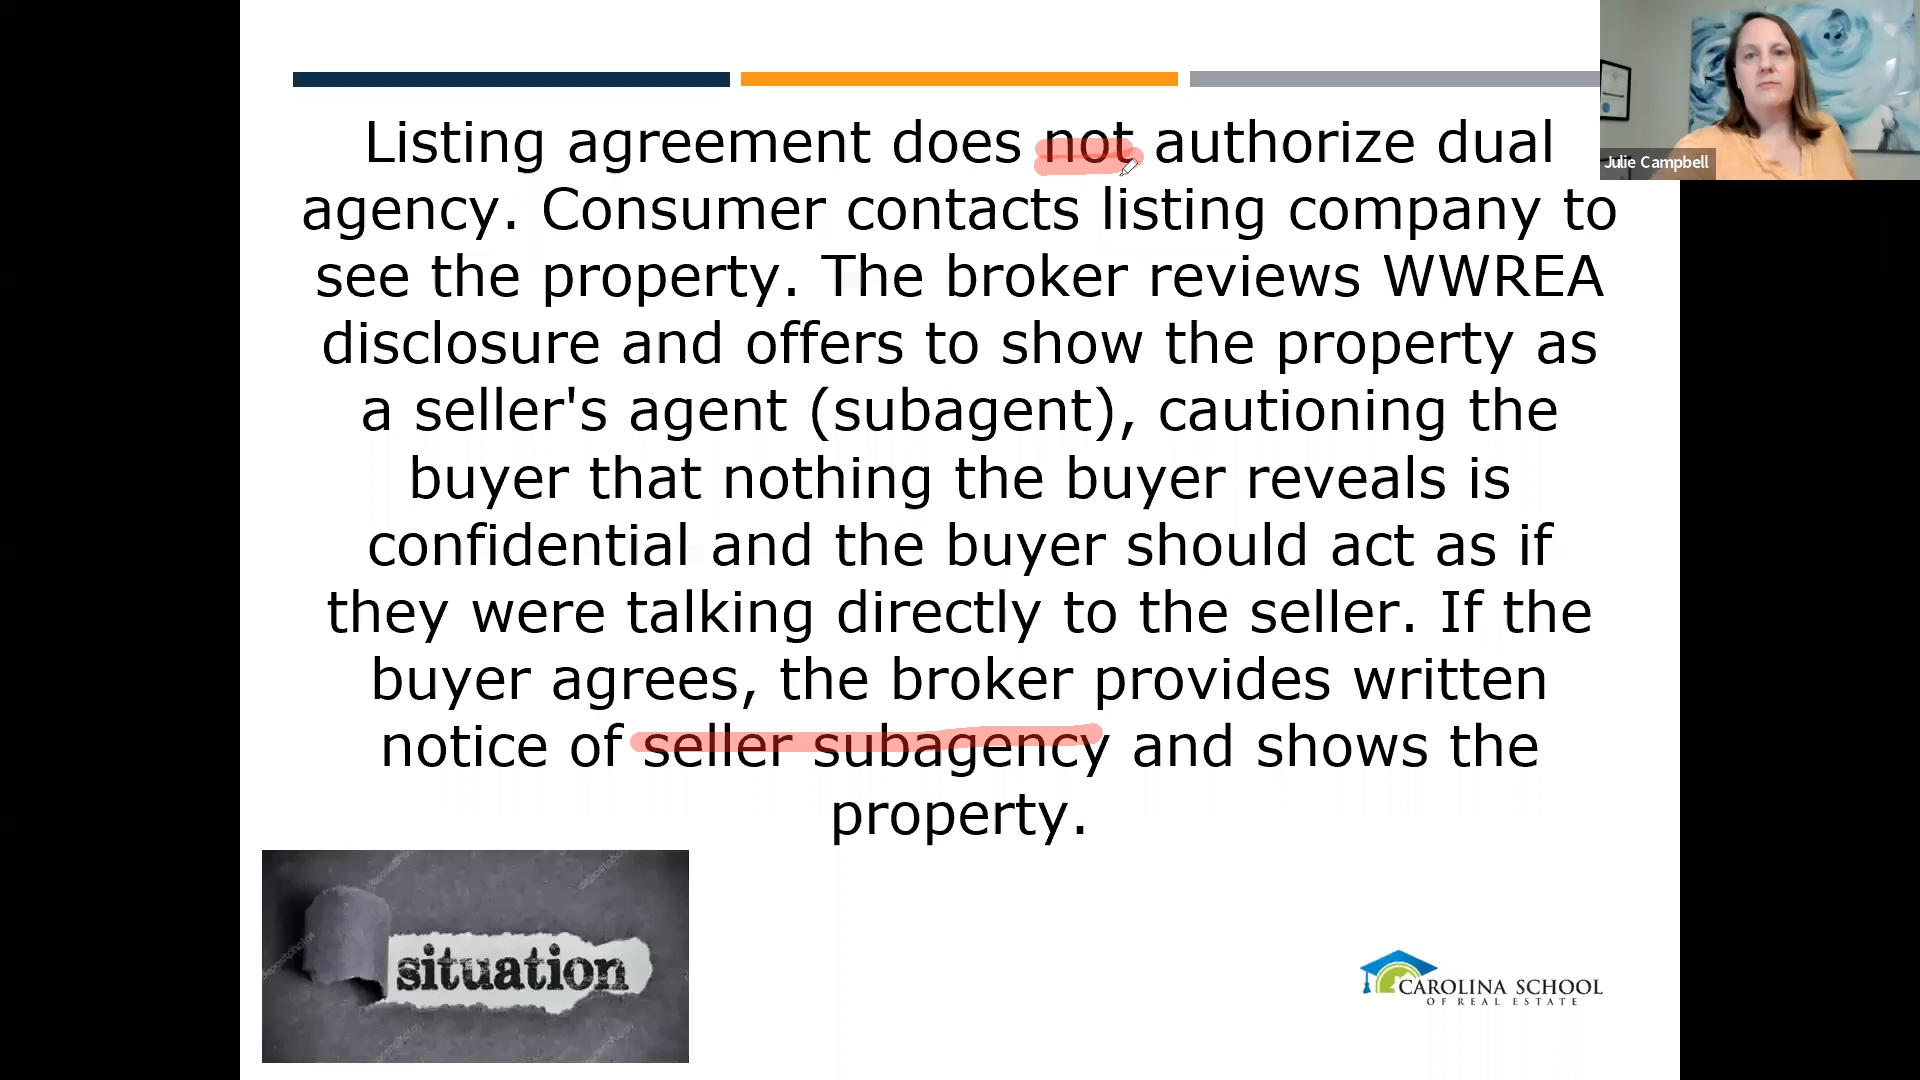 Listing agreement does not authorize dual
agency. Consumer contacts listing company to
see the property. The broker reviews WWREA
disclosure and offers to show the property as
a seller's agent (subagent), cautioning the
buyer that nothing the buyer reveals is
confidential and the buyer should act as if
they were talking directly to the seller. If the
buyer agrees, the broker provides written
notice of seller subagency and shows the
property.
Julie Campbell
situation
CAROLINA SCHOOL
OF REAL ESTATE